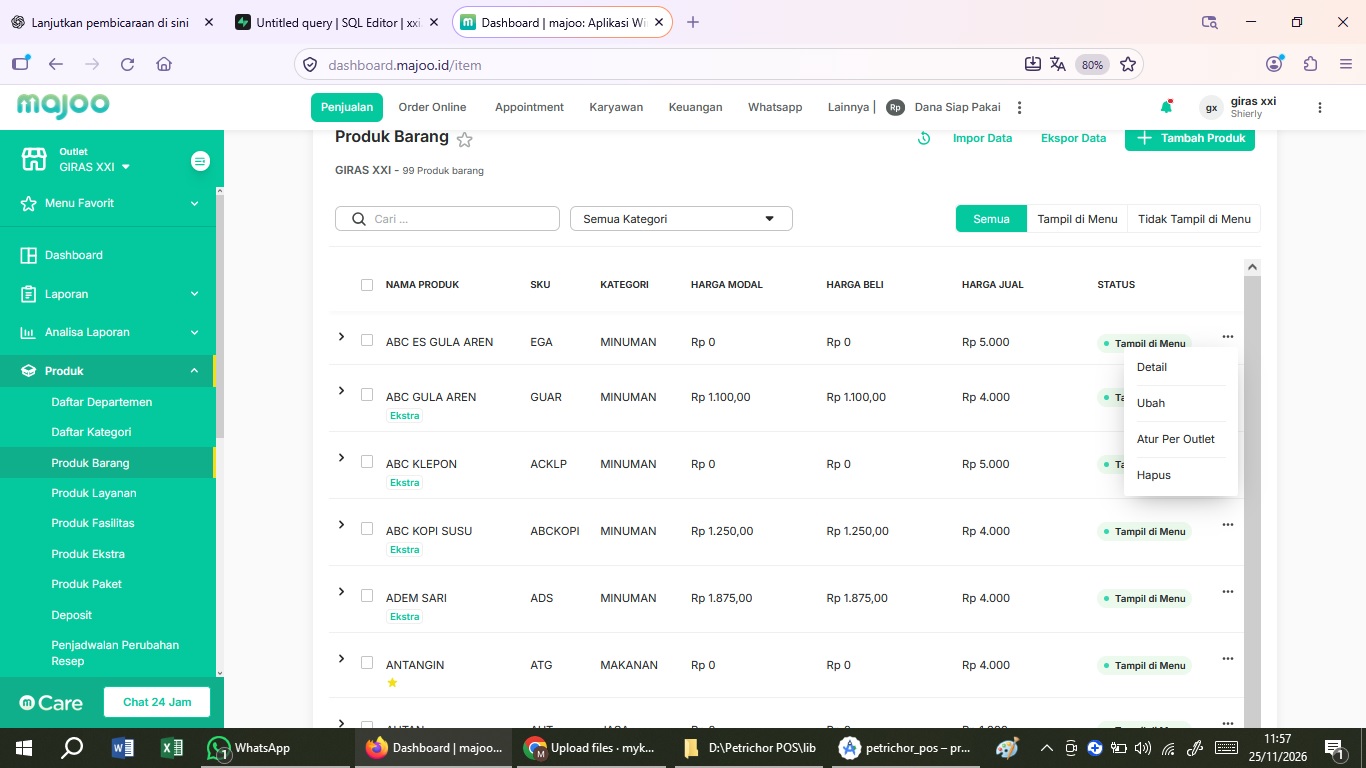 Lanjutkan pembicaraan di sini
Untitled query | SQL Editor | xxi
Dashboard | majoo: Aplikasi Wi
dashboard.majoo.id/item
80%
majoo
Penjualan
Order Online
Appointment
Karyawan
Keuangan
Whatsapp
Lainnya |
Rp
Dana Siap Pakai
gx
giras xxi
Shierly
Outlet
GIRAS XXI
Menu Favorit
Dashboard
Laporan
Analisa Laporan
Produk
Daftar Departemen
Daftar Kategori
Produk Barang
Produk Layanan
Produk Fasilitas
Produk Ekstra
Produk Paket
Deposit
Penjadwalan Perubahan
Resep
m Care
Chat 24 Jam
Produk Barang
Impor Data
Ekspor Data
Tambah Produk
GIRAS XXI - 99 Produk barang
Cari ...
Semua Kategori
Semua
Tampil di Menu
Tidak Tampil di Menu
NAMA PRODUK SKU KATEGORI HARGA MODAL HARGA BELI HARGA JUAL STATUS
ABC ES GULA AREN EGA MINUMAN Rp 0 Rp 0 Rp 5.000 Tampil di Menu
ABC GULA AREN GUAR MINUMAN Rp 1.100,00 Rp 1.100,00 Rp 4.000
Ekstra
ABC KLEPON ACKLP MINUMAN Rp 0 Rp 0 Rp 5.000
Ekstra
ABC KOPI SUSU ABCKOPI MINUMAN Rp 1.250,00 Rp 1.250,00 Rp 4.000 Tampil di Menu
Ekstra
ADEM SARI ADS MINUMAN Rp 1.875,00 Rp 1.875,00 Rp 4.000 Tampil di Menu
Ekstra
ANTANGIN ATG MAKANAN Rp 0 Rp 0 Rp 4.000 Tampil di Menu
Detail
Ubah
Atur Per Outlet
Hapus
1
WhatsApp
Dashboard | majoo...
Upload files · myk...
D:\Petrichor POS\lib
petrichor_pos – pr...
11:57
25/11/2026
1